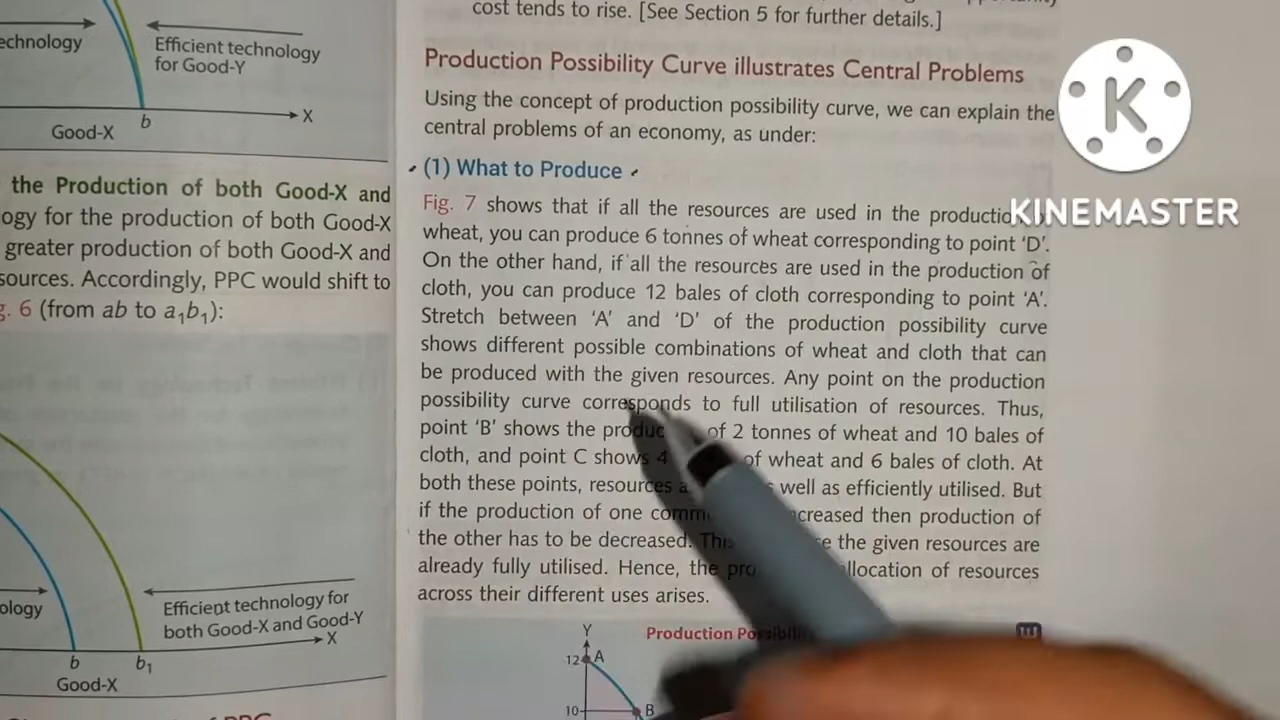 cost tends to rise. [See Section 5 for further details.]
echnology
Efficient technology
for Good-Y
X
b
Good-X
the Production of both Good-X and
ogy for the production of both Good-X
greater production of both Good-X and
sources. Accordingly, PPC would shift to
g. 6 (from ab to a₁b₁):
ology
Efficient technology for
both Good-X and Good-Y
X
b
b₁
Good-X
Production Possibility Curve illustrates Central Problems
Using the concept of production possibility curve, we can explain the
central problems of an economy, as under:
(1) What to Produce
Fig. 7 shows that if all the resources are used in the productio
wheat, you can produce 6 tonnes of wheat corresponding to point 'D'.
On the other hand, if all the resources are used in the production of
cloth, you can produce 12 bales of cloth corresponding to point 'A'.
Stretch between 'A' and 'D' of the production possibility curve
shows different possible combinations of wheat and cloth that can
be produced with the given resources. Any point on the production
possibility curve corresponds to full utilisation of resources. Thus,
point 'B' shows the produc of 2 tonnes of wheat and 10 bales of
cloth, and point C shows 4 of wheat and 6 bales of cloth. At
both these points, resources a well as efficiently utilised. But
if the production of one comm creased then production of
the other has to be decreased. This the given resources are
already fully utilised. Hence, the pro llocation of resources
across their different uses arises.
Y
Production Possibili
12
A
10
B
K
KINEMASTER